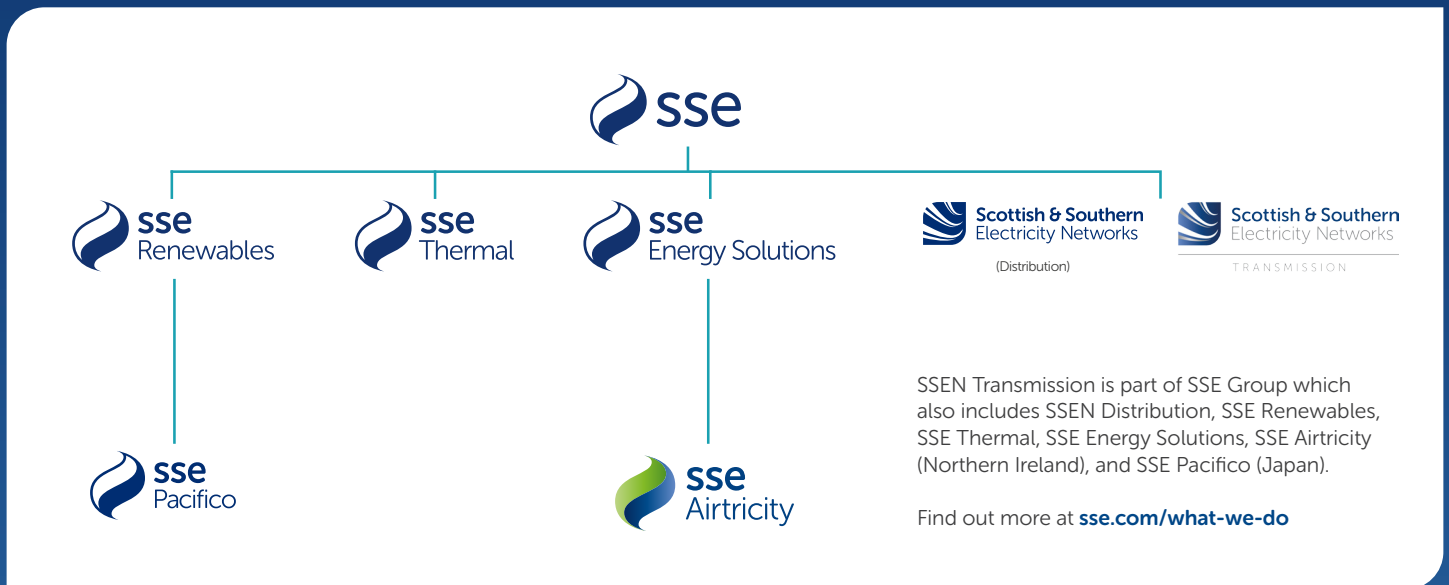 sse
sse
Renewables
sse
Thermal
sse
Energy Solutions
Scottish & Southern
Electricity Networks
(Distribution)
Scottish & Southern
Electricity Networks
TRANSMISSION
sse
Pacifico
sse
Airtricity
SSEN Transmission is part of SSE Group which
also includes SSEN Distribution, SSE Renewables,
SSE Thermal, SSE Energy Solutions, SSE Airtricity
(Northern Ireland), and SSE Pacifico (Japan).
Find out more at sse.com/what-we-do